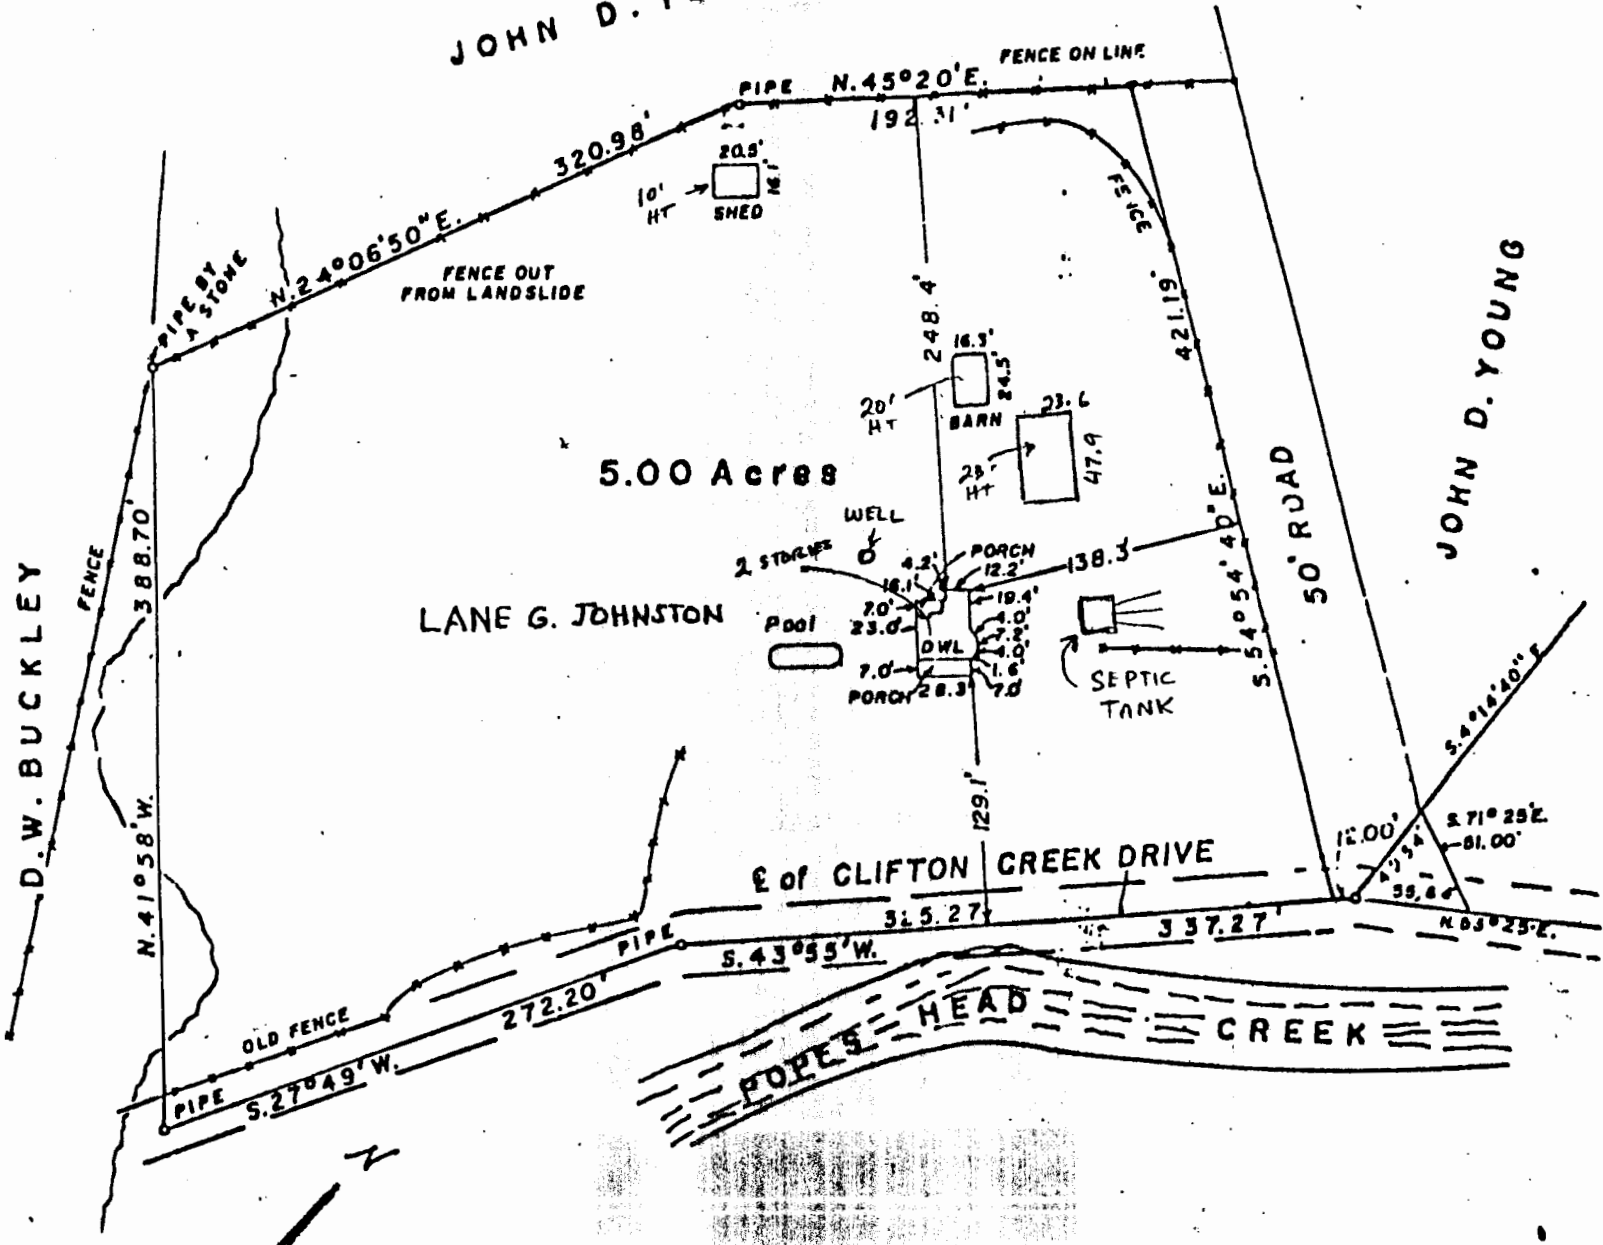 JOHN D.
FENCE ON LINE
PIPE
N.45°20'E.
192.31'
320.98'
20.5'
16.1'
10'
HT
SHED
N.24°06'50"E.
FENCE OUT
FROM LANDSLIDE
PIPE BY
A STONE
FENCE
248.4'
421.19'
16.3'
24.5'
20'
HT
BARN
23.6
47.9
23'
HT
5.00 Acres
WELL
2 STORIES
4.2'
PORCH
12.2'
16.1'
138.3'
19.4'
7.0'
4.0'
23.0'
7.2'
DWL
4.0'
7.0'
1.6'
PORCH
28.3'
7.0'
LANE G. JOHNSTON
Pool
SEPTIC
TANK
S.54°54'40"E.
50' ROAD
JOHN D. YOUNG
D.W. BUCKLEY
FENCE
388.70'
N.41°58'W.
129.1'
S.4°14'40"E
S.71°25'E.
61.00'
12.00'
N.63°25'E.
℄ of CLIFTON CREEK DRIVE
315.27'
337.27'
PIPE
S.43°55'W.
272.20'
OLD FENCE
PIPE
S.27°49'W.
POPES HEAD CREEK
N